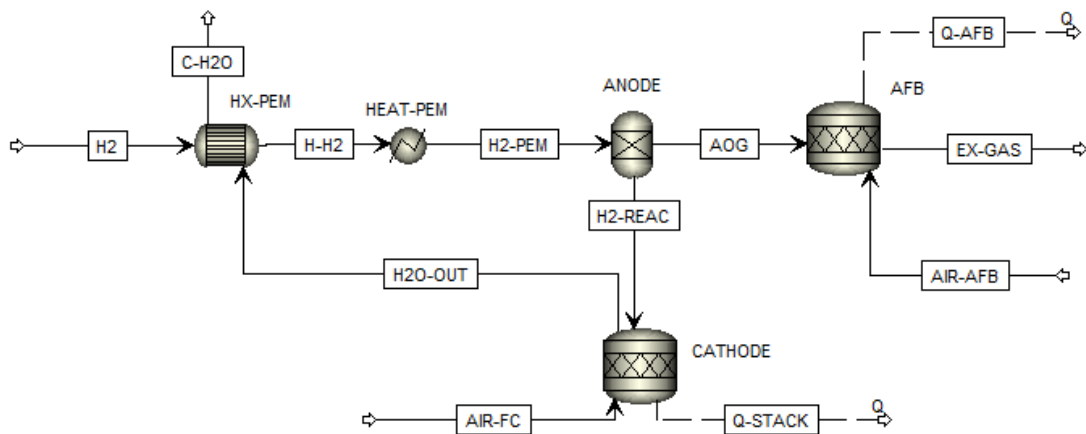 Q-AFB
Q
C-H2O
ANODE
AFB
HX-PEM
HEAT-PEM
H2
H-H2
H2-PEM
AOG
EX-GAS
H2-REAC
H2O-OUT
AIR-AFB
CATHODE
AIR-FC
Q-STACK
Q